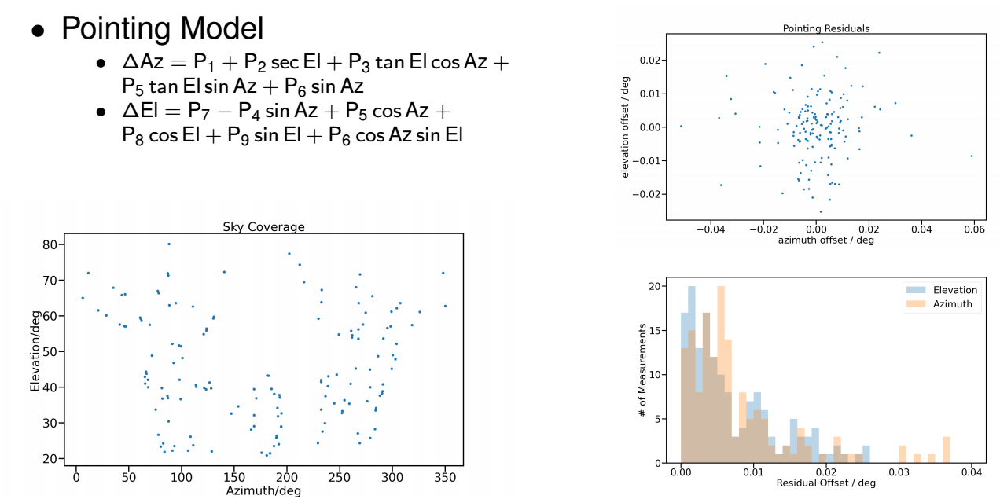 • Pointing Model
• ΔAz = P₁ + P₂ sec El + P₃ tan El cos Az +
P₅ tan El sin Az + P₆ sin Az
• ΔEl = P₇ − P₄ sin Az + P₅ cos Az +
P₈ cos El + P₉ sin El + P₆ cos Az sin El
Sky Coverage
Elevation/deg
80
70
60
50
40
30
20
0 50 100 150 200 250 300 350
Azimuth/deg
Pointing Residuals
elevation offset / deg
0.02
0.01
0.00
−0.01
−0.02
−0.04 −0.02 0.00 0.02 0.04 0.06
azimuth offset / deg
Elevation
Azimuth
# of Measurements
20
15
10
5
0
0.00 0.01 0.02 0.03 0.04
Residual Offset / deg